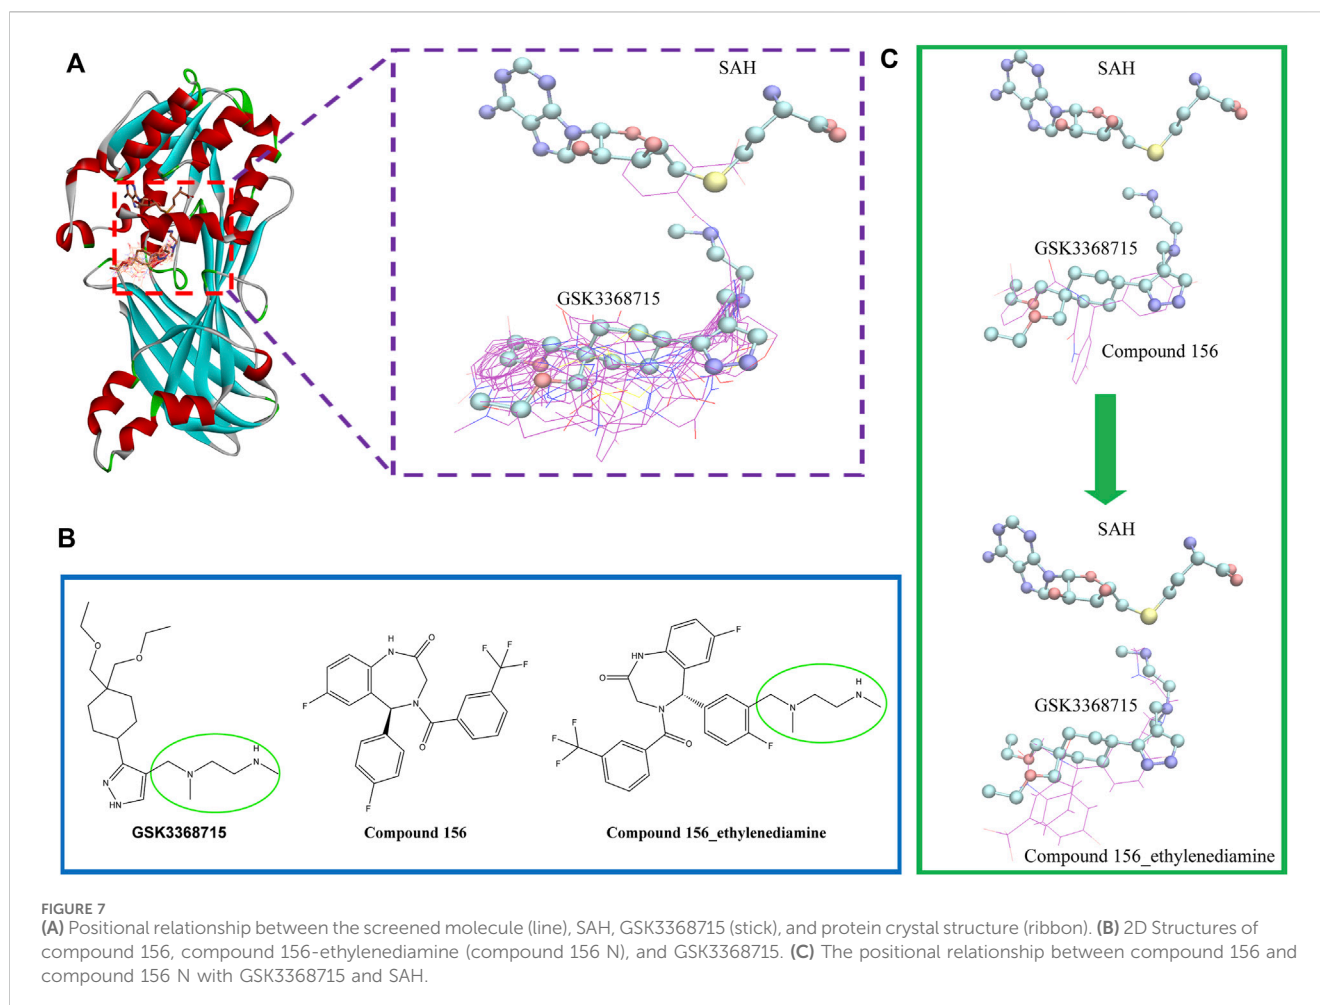 A
SAH
GSK3368715
C
SAH
GSK3368715
Compound 156
SAH
GSK3368715
Compound 156_ethylenediamine
B
O
O
N
HN
N
H
N
GSK3368715
H
N
O
F
N
O
F
F
F
F
Compound 156
F
HN
O
N
O
F
F
F
F
N
H
N
Compound 156_ethylenediamine
FIGURE 7
(A) Positional relationship between the screened molecule (line), SAH, GSK3368715 (stick), and protein crystal structure (ribbon). (B) 2D Structures of
compound 156, compound 156-ethylenediamine (compound 156 N), and GSK3368715. (C) The positional relationship between compound 156 and
compound 156 N with GSK3368715 and SAH.